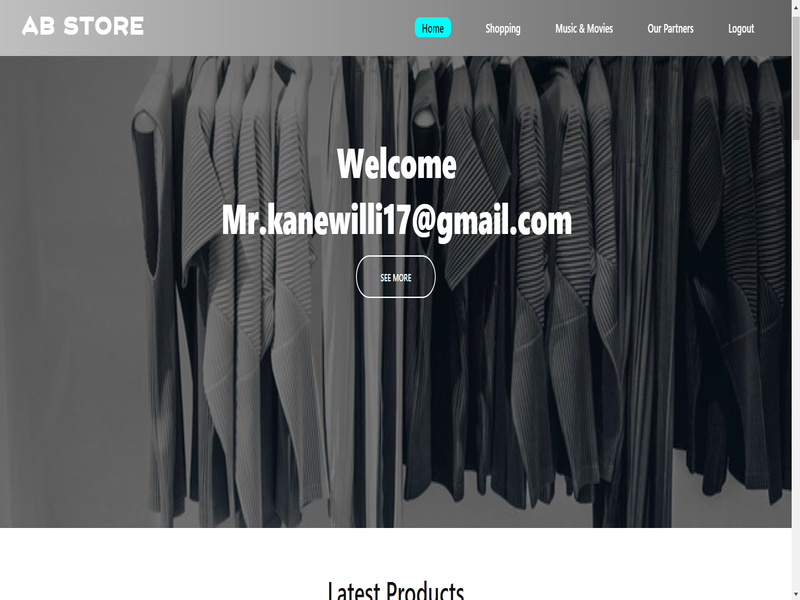 AB STORE
Home
Shopping
Music & Movies
Our Partners
Logout
Welcome
Mr.kanewilli17@gmail.com
SEE MORE
Latest Products